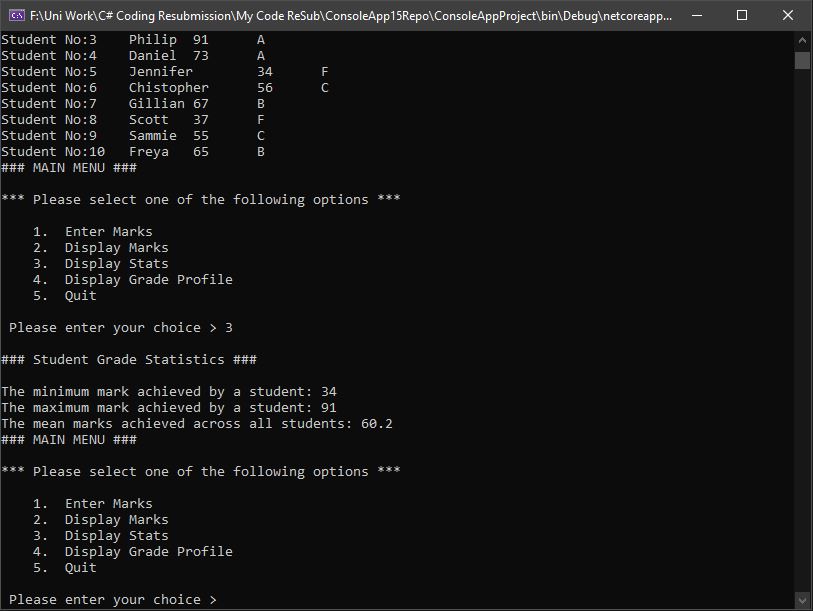 F:\Uni Work\C# Coding Resubmission\My Code ReSub\ConsoleApp15Repo\ConsoleAppProject\bin\Debug\netcoreapp...
Student No:3 Philip 91 A
Student No:4 Daniel 73 A
Student No:5 Jennifer 34 F
Student No:6 Chistopher 56 C
Student No:7 Gillian 67 B
Student No:8 Scott 37 F
Student No:9 Sammie 55 C
Student No:10 Freya 65 B
### MAIN MENU ###
*** Please select one of the following options ***
1. Enter Marks
2. Display Marks
3. Display Stats
4. Display Grade Profile
5. Quit
Please enter your choice > 3
### Student Grade Statistics ###
The minimum mark achieved by a student: 34
The maximum mark achieved by a student: 91
The mean marks achieved across all students: 60.2
### MAIN MENU ###
*** Please select one of the following options ***
1. Enter Marks
2. Display Marks
3. Display Stats
4. Display Grade Profile
5. Quit
Please enter your choice >